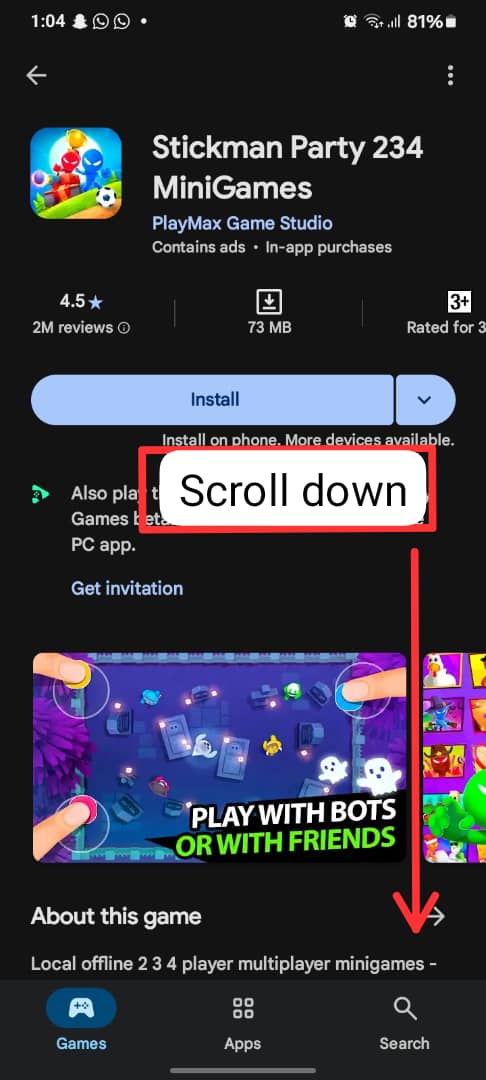 1:04 81%
Stickman Party 234
MiniGames
PlayMax Game Studio
Contains ads • In-app purchases
4.5★ 3+
2M reviews 73 MB Rated for 3
Install
Install on phone. More devices available.
Scroll down
Also play
Games beta
PC app.
Get invitation
PLAY WITH BOTS
OR WITH FRIENDS
About this game
Local offline 2 3 4 player multiplayer minigames -
Games Apps Search